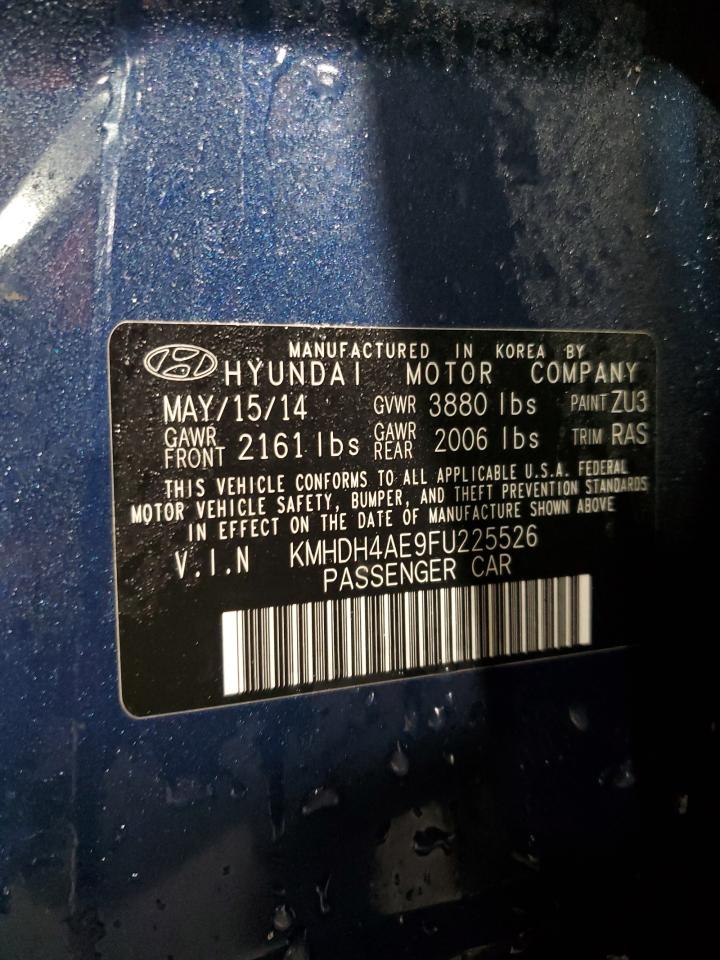 MANUFACTURED IN KOREA BY
HYUNDAI MOTOR COMPANY
MAY/15/14 GVWR 3880 lbs PAINT ZU3
GAWR FRONT 2161 lbs GAWR REAR 2006 lbs TRIM RAS
THIS VEHICLE CONFORMS TO ALL APPLICABLE U.S.A. FEDERAL
MOTOR VEHICLE SAFETY, BUMPER, AND THEFT PREVENTION STANDARDS
IN EFFECT ON THE DATE OF MANUFACTURE SHOWN ABOVE
V.I.N KMHDH4AE9FU225526
PASSENGER CAR